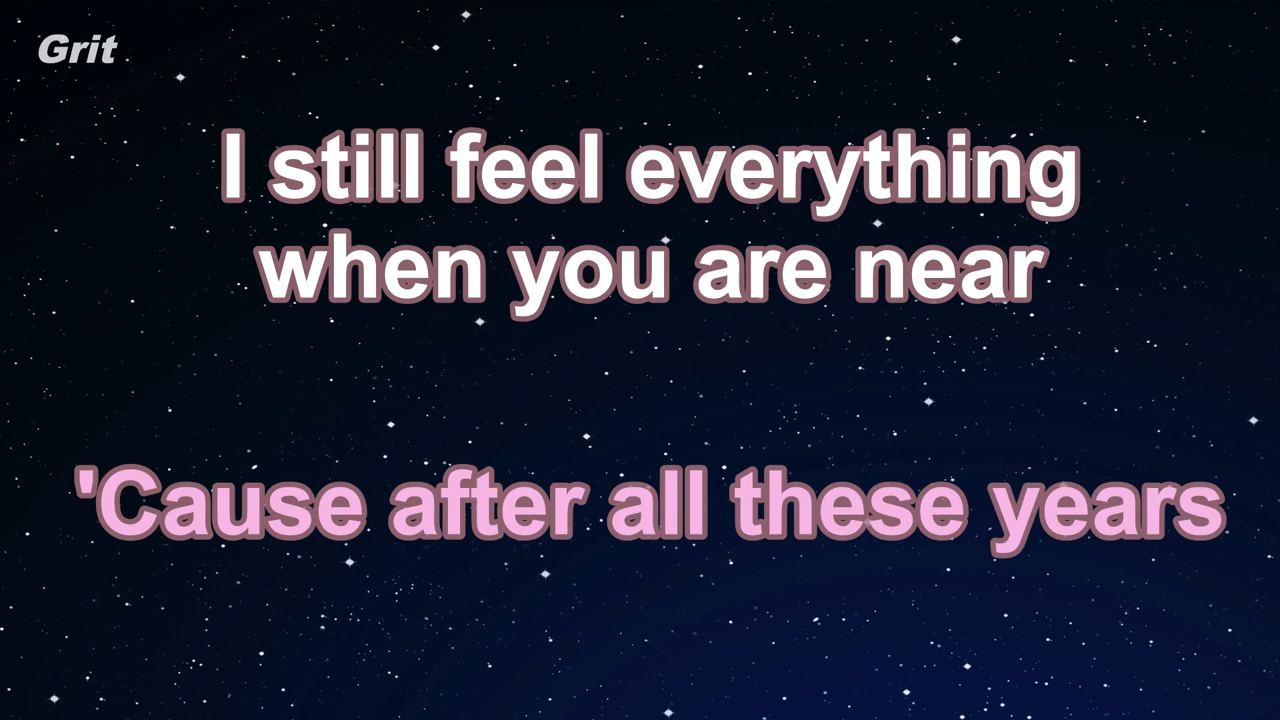 Grit
I still feel everything
when you are near
'Cause after all these years